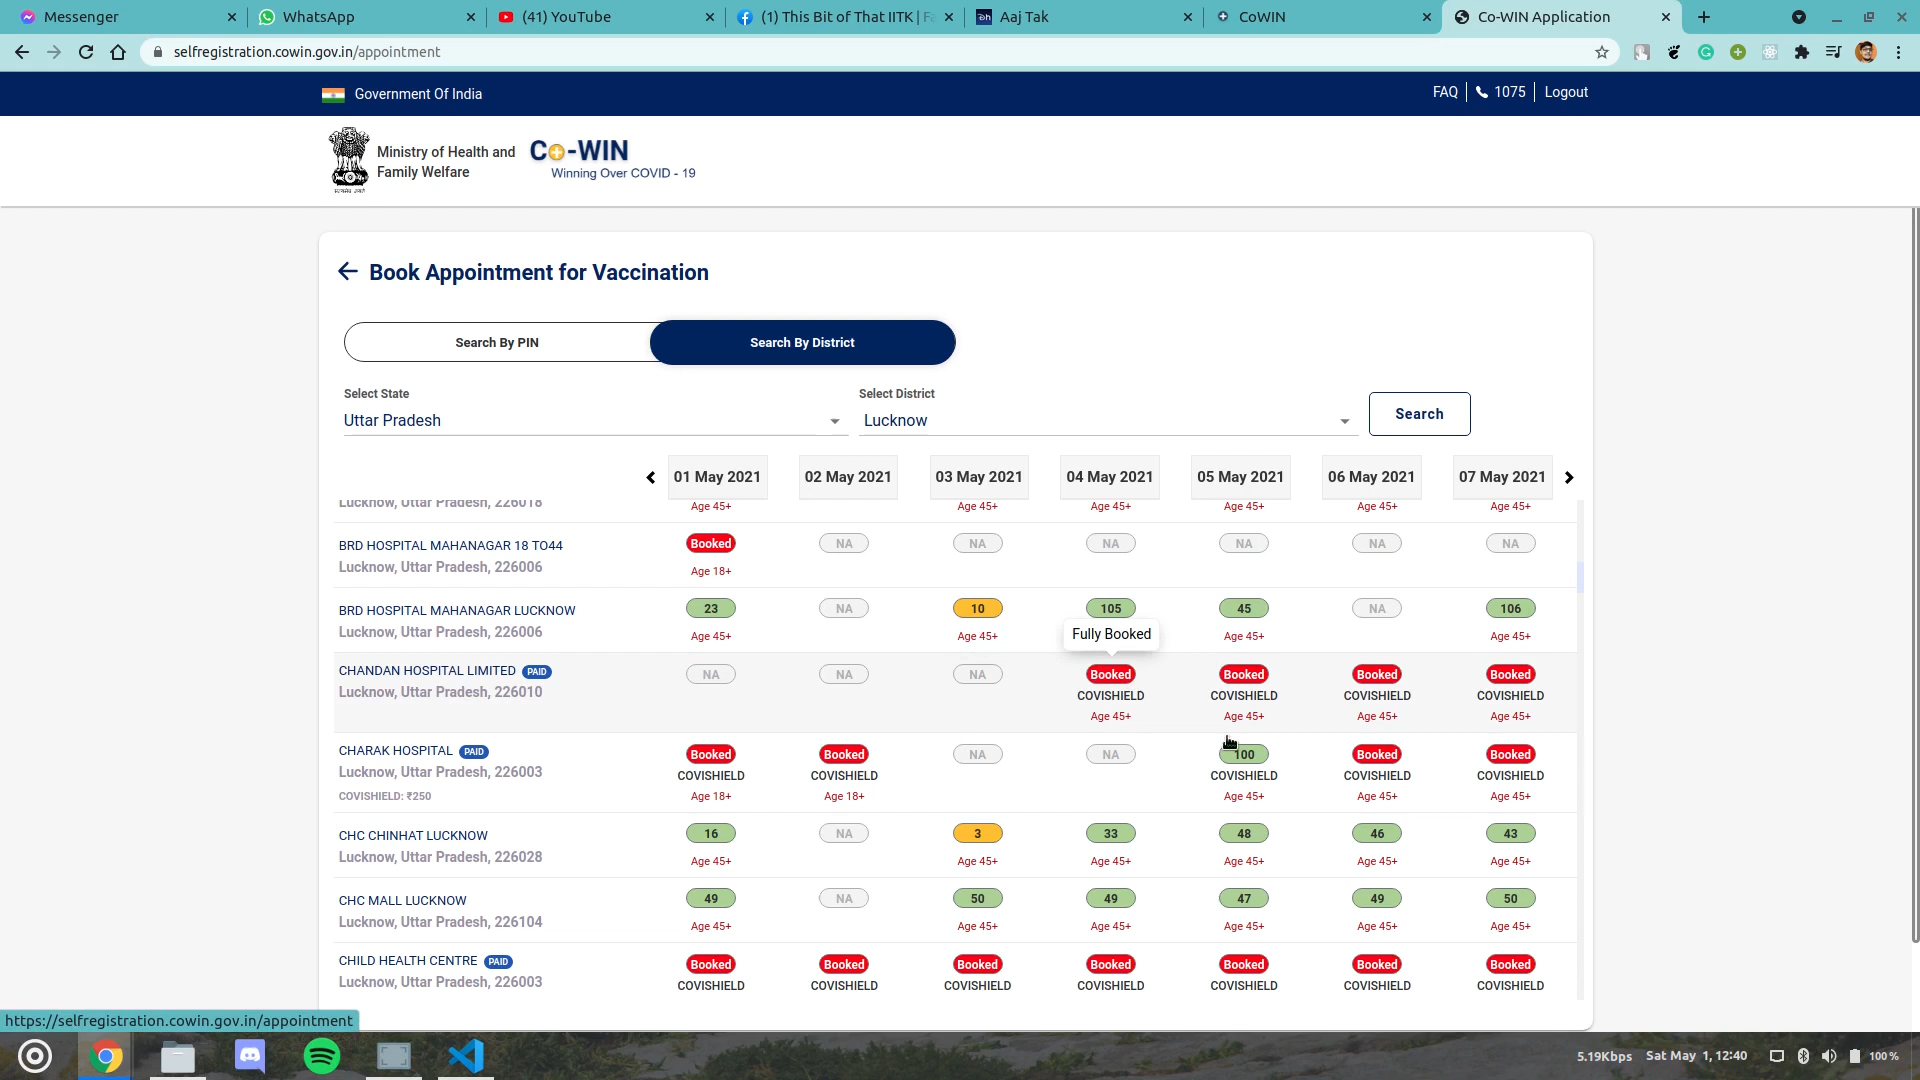 Messenger
WhatsApp
(41) YouTube
(1) This Bit of That IITK | Fa
Aaj Tak
CoWIN
Co-WIN Application
selfregistration.cowin.gov.in/appointment
Government Of India
FAQ
1075
Logout
Ministry of Health and
Family Welfare
सत्यमेव जयते
Co-WIN
Winning Over COVID - 19
Book Appointment for Vaccination
Search By PIN
Search By District
Select State
Select District
Uttar Pradesh
Lucknow
Search
01 May 2021 02 May 2021 03 May 2021 04 May 2021 05 May 2021 06 May 2021 07 May 2021
Lucknow, Uttar Pradesh, 226018
Age 45+ Age 45+ Age 45+ Age 45+ Age 45+ Age 45+
BRD HOSPITAL MAHANAGAR 18 TO44
Booked NA NA NA NA NA NA
Lucknow, Uttar Pradesh, 226006
Age 18+
BRD HOSPITAL MAHANAGAR LUCKNOW
23 NA 10 105 45 NA 106
Lucknow, Uttar Pradesh, 226006
Age 45+ Age 45+ Fully Booked Age 45+ Age 45+
CHANDAN HOSPITAL LIMITED PAID
NA NA NA Booked Booked Booked Booked
Lucknow, Uttar Pradesh, 226010
COVISHIELD COVISHIELD COVISHIELD COVISHIELD
Age 45+ Age 45+ Age 45+ Age 45+
CHARAK HOSPITAL PAID
Booked Booked NA NA 100 Booked Booked
Lucknow, Uttar Pradesh, 226003
COVISHIELD COVISHIELD COVISHIELD COVISHIELD COVISHIELD
COVISHIELD: ₹250
Age 18+ Age 18+ Age 45+ Age 45+ Age 45+
CHC CHINHAT LUCKNOW
16 NA 3 33 48 46 43
Lucknow, Uttar Pradesh, 226028
Age 45+ Age 45+ Age 45+ Age 45+ Age 45+ Age 45+
CHC MALL LUCKNOW
49 NA 50 49 47 49 50
Lucknow, Uttar Pradesh, 226104
Age 45+ Age 45+ Age 45+ Age 45+ Age 45+ Age 45+
CHILD HEALTH CENTRE PAID
Booked Booked Booked Booked Booked Booked Booked
Lucknow, Uttar Pradesh, 226003
COVISHIELD COVISHIELD COVISHIELD COVISHIELD COVISHIELD COVISHIELD COVISHIELD
https://selfregistration.cowin.gov.in/appointment
5.19Kbps
Sat May 1, 12:40
100 %